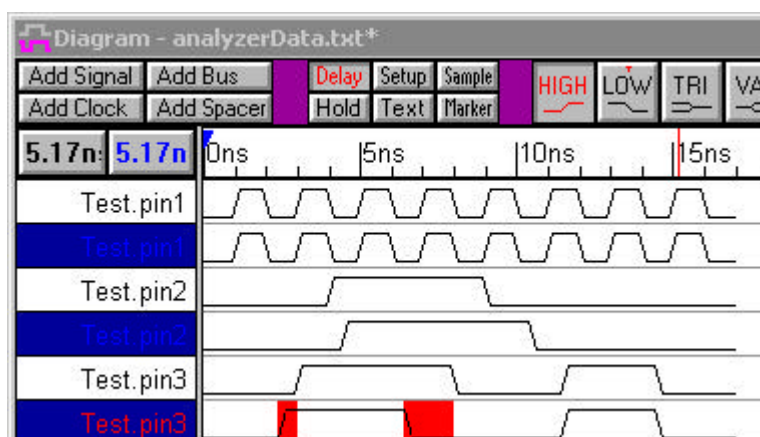 Diagram - analyzerData.txt*
Add Signal Add Bus Delay Setup Sample HIGH LOW TRI VA
Add Clock Add Spacer Hold Text Marker
5.17n 5.17n 0ns 5ns 10ns 15ns
Test.pin1
Test.pin1
Test.pin2
Test.pin2
Test.pin3
Test.pin3